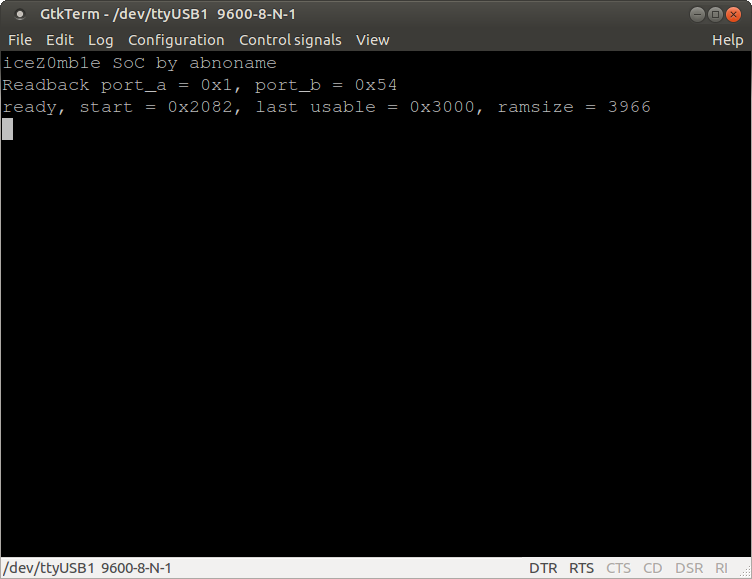 GtkTerm - /dev/ttyUSB1 9600-8-N-1
File Edit Log Configuration Control signals View Help
iceZ0mble SoC by abnoname
Readback port_a = 0x1, port_b = 0x54
ready, start = 0x2082, last usable = 0x3000, ramsize = 3966
/dev/ttyUSB1 9600-8-N-1 DTR RTS CTS CD DSR RI